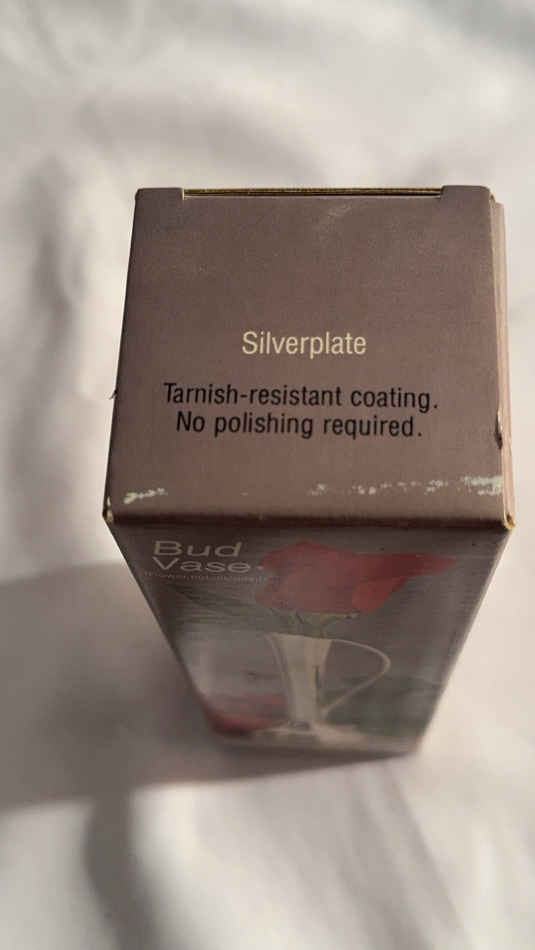 Silverplate
Tarnish-resistant coating.
No polishing required.
Bud
Vase